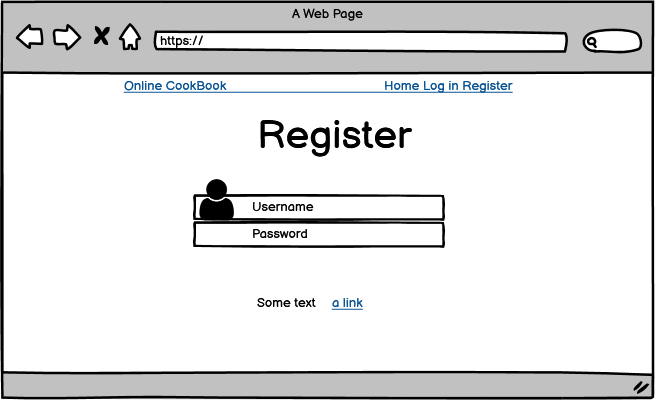 A Web Page
https://
Online CookBook Home Log in Register
Register
Username
Password
Some text a link